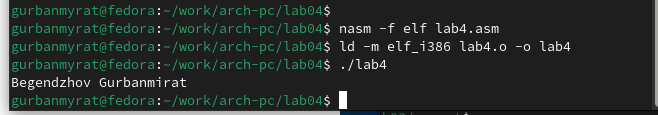 gurbanmyrat@fedora:~/work/arch-pc/lab04$
gurbanmyrat@fedora:~/work/arch-pc/lab04$ nasm -f elf lab4.asm
gurbanmyrat@fedora:~/work/arch-pc/lab04$ ld -m elf_i386 lab4.o -o lab4
gurbanmyrat@fedora:~/work/arch-pc/lab04$ ./lab4
Begendzhov Gurbanmirat
gurbanmyrat@fedora:~/work/arch-pc/lab04$